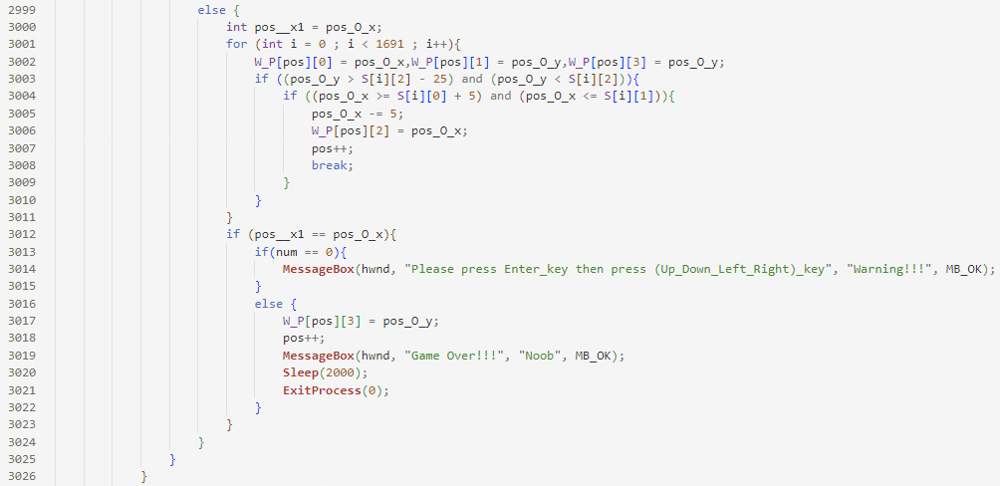 2999 else {
3000 int pos__x1 = pos_O_x;
3001 for (int i = 0 ; i < 1691 ; i++){
3002 W_P[pos][0] = pos_O_x,W_P[pos][1] = pos_O_y,W_P[pos][3] = pos_O_y;
3003 if ((pos_O_y > S[i][2] - 25) and (pos_O_y < S[i][2])){
3004 if ((pos_O_x >= S[i][0] + 5) and (pos_O_x <= S[i][1])){
3005 pos_O_x -= 5;
3006 W_P[pos][2] = pos_O_x;
3007 pos++;
3008 break;
3009 }
3010 }
3011 }
3012 if (pos__x1 == pos_O_x){
3013 if(num == 0){
3014 MessageBox(hwnd, "Please press Enter_key then press (Up_Down_Left_Right)_key", "Warning!!!", MB_OK);
3015 }
3016 else {
3017 W_P[pos][3] = pos_O_y;
3018 pos++;
3019 MessageBox(hwnd, "Game Over!!!", "Noob", MB_OK);
3020 Sleep(2000);
3021 ExitProcess(0);
3022 }
3023 }
3024 }
3025 }
3026 }